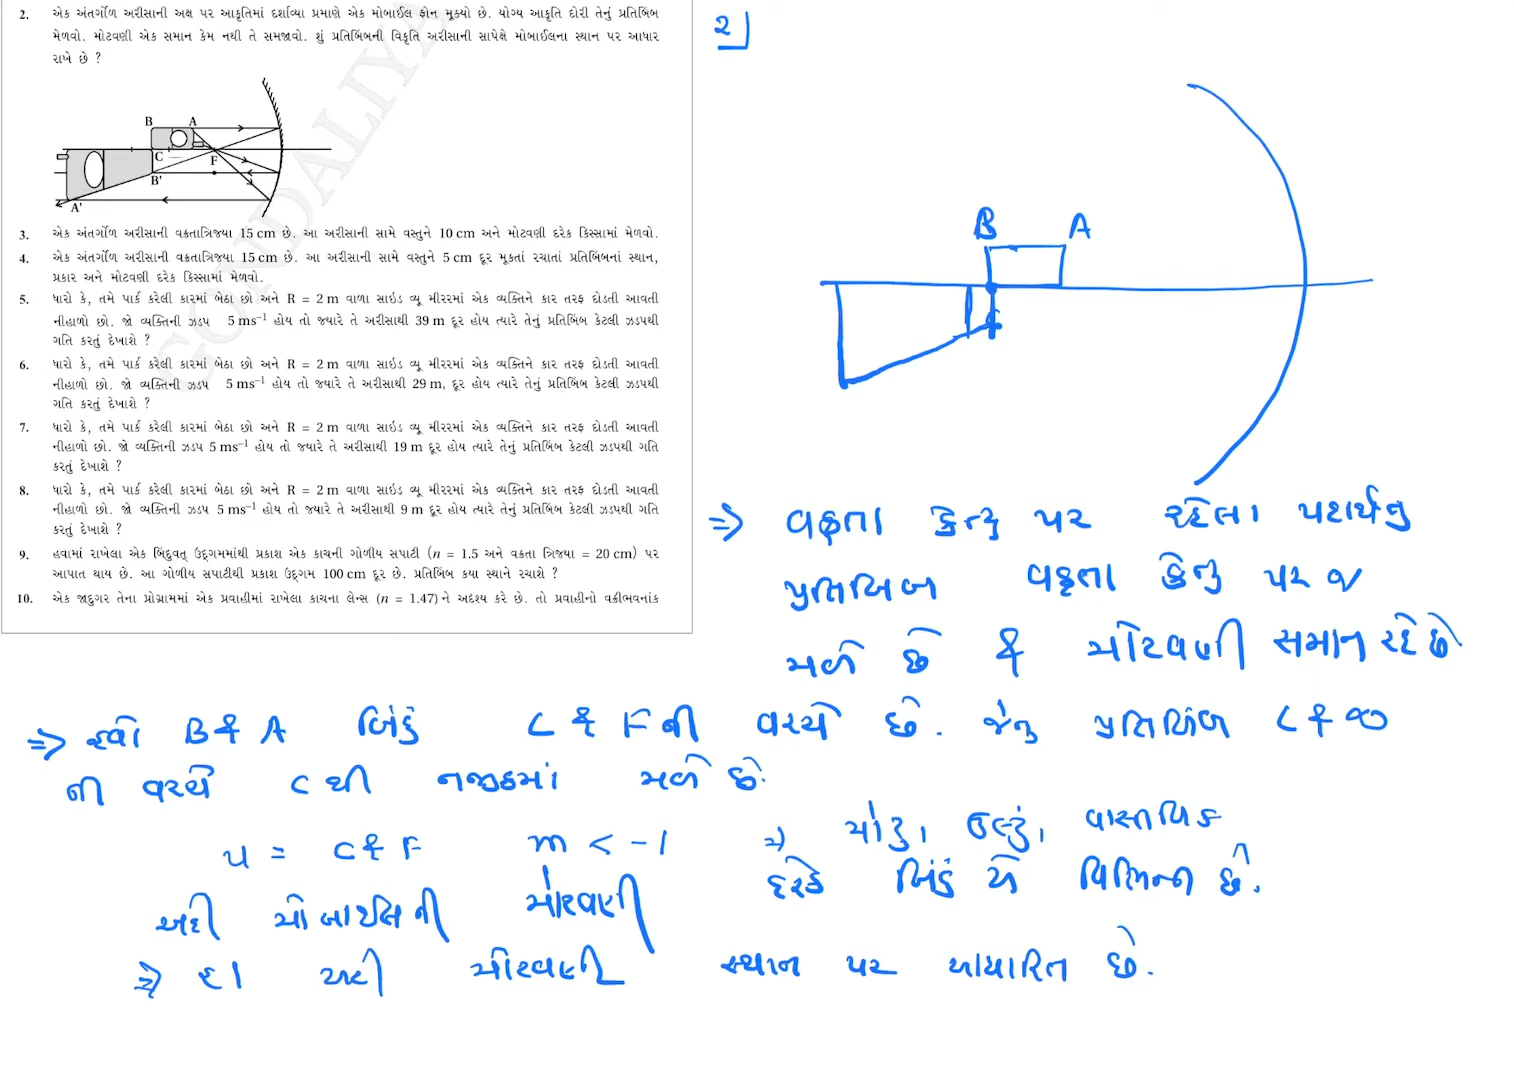 2. એક અંતર્ગોળ અરીસાની અક્ષ પર આકૃતિમાં દર્શાવ્યા પ્રમાણે એક મોબાઈલ ફોન મૂક્યો છે. યોગ્ય આકૃતિ દોરી તેનું પ્રતિબિંબ
મેળવો. મોટવણી એક સમાન કેમ નથી તે સમજાવો. શું પ્રતિબિંબની વિકૃતિ અરીસાની સાપેક્ષે મોબાઈલના સ્થાન પર આધાર
રાખે છે ?
B A
C F
B'
A'
3. એક અંતર્ગોળ અરીસાની વક્રતાત્રિજ્યા 15 cm છે. આ અરીસાની સામે વસ્તુને 10 cm અને મોટવણી દરેક કિસ્સામાં મેળવો.
4. એક અંતર્ગોળ અરીસાની વક્રતાત્રિજ્યા 15 cm છે. આ અરીસાની સામે વસ્તુને 5 cm દૂર મૂકતાં રચાતાં પ્રતિબિંબનાં સ્થાન,
પ્રકાર અને મોટવણી દરેક કિસ્સામાં મેળવો.
5. ધારો કે, તમે પાર્ક કરેલી કારમાં બેઠા છો અને R = 2 m વાળા સાઇડ વ્યૂ મીરરમાં એક વ્યક્તિને કાર તરફ દોડતી આવતી
નીહાળો છો. જો વ્યક્તિની ઝડપ 5 ms⁻¹ હોય તો જ્યારે તે અરીસાથી 39 m દૂર હોય ત્યારે તેનું પ્રતિબિંબ કેટલી ઝડપથી
ગતિ કરતું દેખાશે ?
6. ધારો કે, તમે પાર્ક કરેલી કારમાં બેઠા છો અને R = 2 m વાળા સાઇડ વ્યૂ મીરરમાં એક વ્યક્તિને કાર તરફ દોડતી આવતી
નીહાળો છો. જો વ્યક્તિની ઝડપ 5 ms⁻¹ હોય તો જ્યારે તે અરીસાથી 29 m, દૂર હોય ત્યારે તેનું પ્રતિબિંબ કેટલી ઝડપથી
ગતિ કરતું દેખાશે ?
7. ધારો કે, તમે પાર્ક કરેલી કારમાં બેઠા છો અને R = 2 m વાળા સાઇડ વ્યૂ મીરરમાં એક વ્યક્તિને કાર તરફ દોડતી આવતી
નીહાળો છો. જો વ્યક્તિની ઝડપ 5 ms⁻¹ હોય તો જ્યારે તે અરીસાથી 19 m દૂર હોય ત્યારે તેનું પ્રતિબિંબ કેટલી ઝડપથી ગતિ
કરતું દેખાશે ?
8. ધારો કે, તમે પાર્ક કરેલી કારમાં બેઠા છો અને R = 2 m વાળા સાઇડ વ્યૂ મીરરમાં એક વ્યક્તિને કાર તરફ દોડતી આવતી
નીહાળો છો. જો વ્યક્તિની ઝડપ 5 ms⁻¹ હોય તો જ્યારે તે અરીસાથી 9 m દૂર હોય ત્યારે તેનું પ્રતિબિંબ કેટલી ઝડપથી ગતિ
કરતું દેખાશે ?
9. હવામાં રાખેલા એક બિંદુવત્ ઉદ્ગમમાંથી પ્રકાશ એક કાચની ગોળીય સપાટી (n = 1.5 અને વક્રતા ત્રિજ્યા = 20 cm) પર
આપાત થાય છે. આ ગોળીય સપાટીથી પ્રકાશ ઉદ્ગમ 100 cm દૂર છે. પ્રતિબિંબ કયા સ્થાને રચાશે ?
10. એક જાદુગર તેના પ્રોગ્રામમાં એક પ્રવાહીમાં રાખેલા કાચના લેન્સ (n = 1.47) ને અદૃશ્ય કરે છે. તો પ્રવાહીનો વક્રીભવનાંક
GONDALIYA
2
B A
C
⇒ વક્રતા કેન્દ્ર પર રહેલા પદાર્થનુ
પ્રતિબિંબ વક્રતા કેન્દ્ર પર જ
મળે છે & મોટવણી સમાન રહે છે
⇒ હવે B & A બિંદું C & F ની વચ્ચે છે. જેનુ પ્રતિબિંબ C & ∞
ની વચ્ચે C થી નજીકમાં મળે છે.
u = C & F m < -1 ⇒ મોટું, ઉલ્ટું, વાસ્તવિક
અહી મોબાઈલની મોટવણી દરેક બિંદું એ વિભિન્ન છે.
⇒ હા અહી મોટવણી સ્થાન પર આધારિત છે.